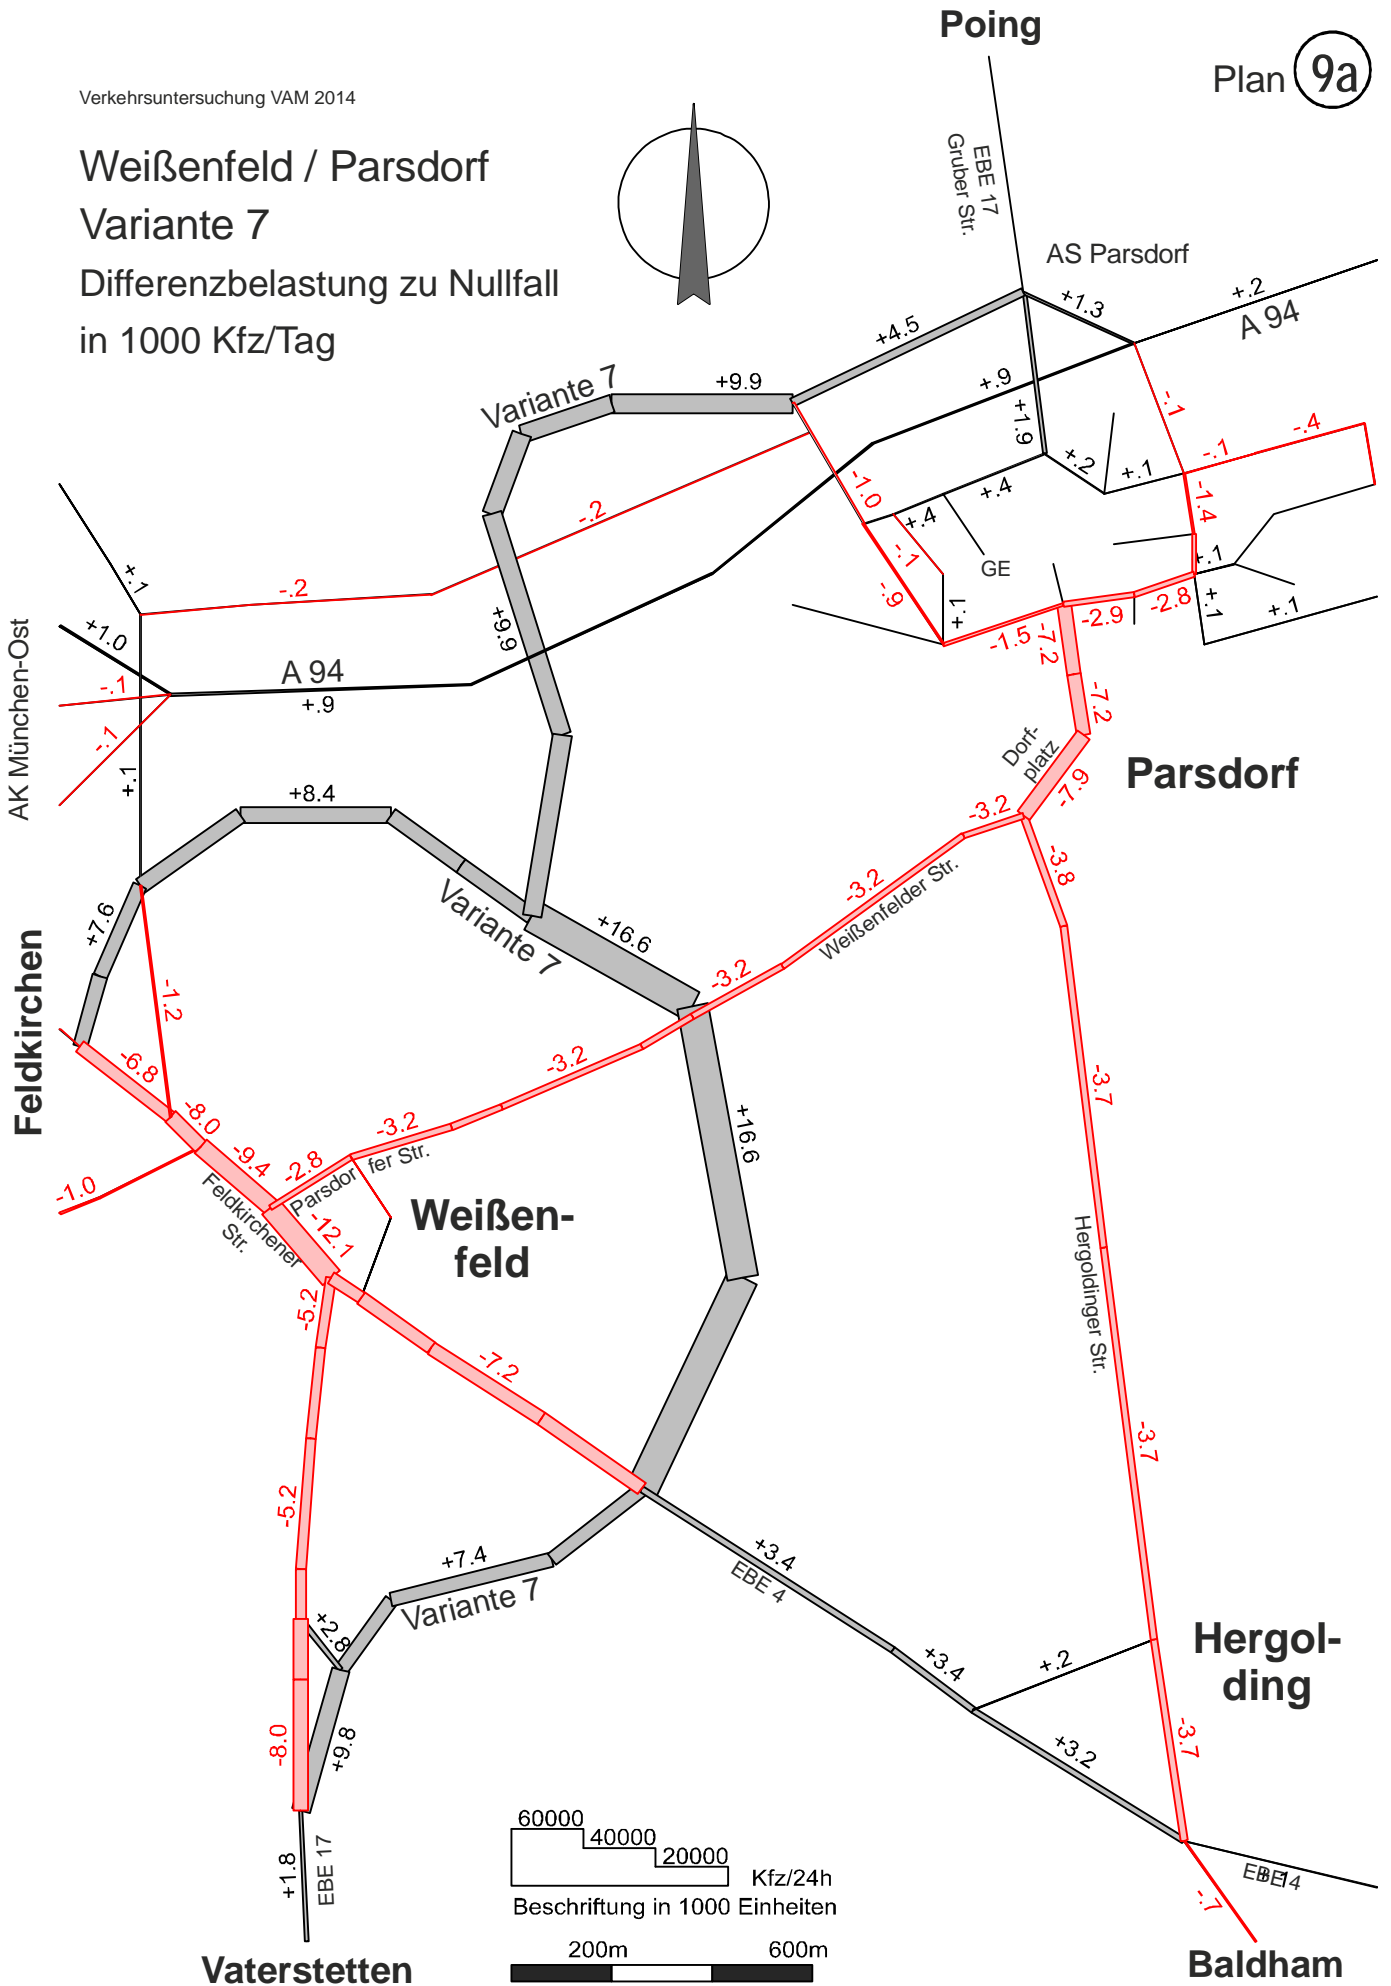 Poing
Plan 9a
Verkehrsuntersuchung VAM 2014
Weißenfeld / Parsdorf
Variante 7
Differenzbelastung zu Nullfall
in 1000 Kfz/Tag
EBE 17
Gruber Str.
AS Parsdorf
+1.3
+.2
A 94
+4.5
Variante 7
+9.9
+.9
+1.9
-.1
-.4
-.1
+.2
+.1
-1.0
+.4
-1.4
+.4
-.2
-.1
GE
+.1
+.1
-.2
-.9
+.1
+.1
+1.0
+9.9
-1.5
-7.2
-2.9
-2.8
+.1
AK München-Ost
A 94
-.1
+.9
-7.2
-.1
+.1
Dorf-
platz
Parsdorf
-7.9
+8.4
-3.2
-3.8
-3.2
Weißenfelder Str.
+7.6
Variante 7
+16.6
-3.2
Feldkirchen
-1.2
-6.8
-3.2
-3.7
-8.0
-3.2
+16.6
-9.4
-2.8
Parsdor fer Str.
-1.0
Feldkirchener
Str.
-12.1
Weißen-
feld
Hergoldinger Str.
-5.2
-7.2
-3.7
-5.2
+7.4
Variante 7
+3.4
EBE 4
+2.8
+3.4
+.2
Hergol-
ding
-8.0
+9.8
+3.2
-3.7
60000
40000
20000
Kfz/24h
Beschriftung in 1000 Einheiten
+1.8
EBE 17
-.7
200m
600m
Vaterstetten
Baldham